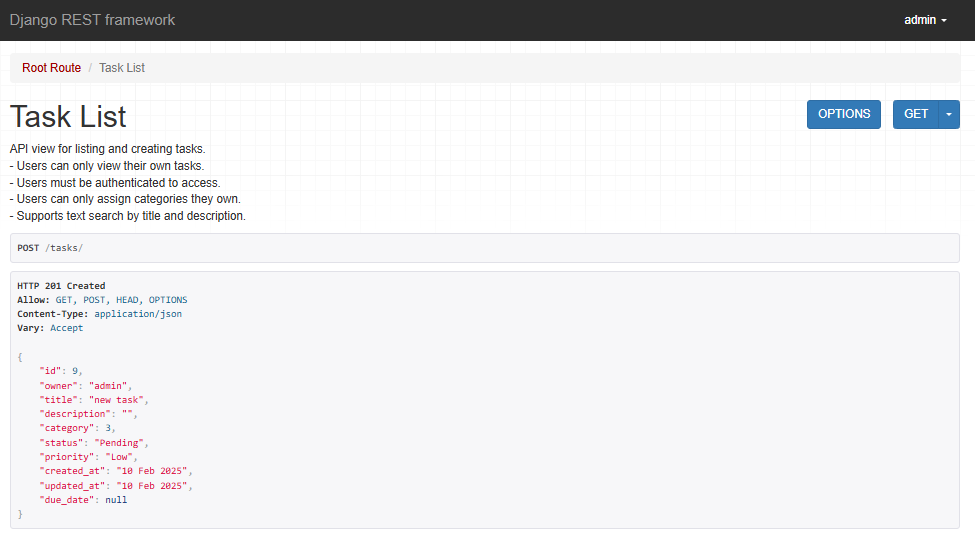 Django REST framework
admin
Root Route / Task List
Task List
OPTIONS
GET
API view for listing and creating tasks.
- Users can only view their own tasks.
- Users must be authenticated to access.
- Users can only assign categories they own.
- Supports text search by title and description.
POST /tasks/
HTTP 201 Created
Allow: GET, POST, HEAD, OPTIONS
Content-Type: application/json
Vary: Accept
{
    "id": 9,
    "owner": "admin",
    "title": "new task",
    "description": "",
    "category": 3,
    "status": "Pending",
    "priority": "Low",
    "created_at": "10 Feb 2025",
    "updated_at": "10 Feb 2025",
    "due_date": null
}